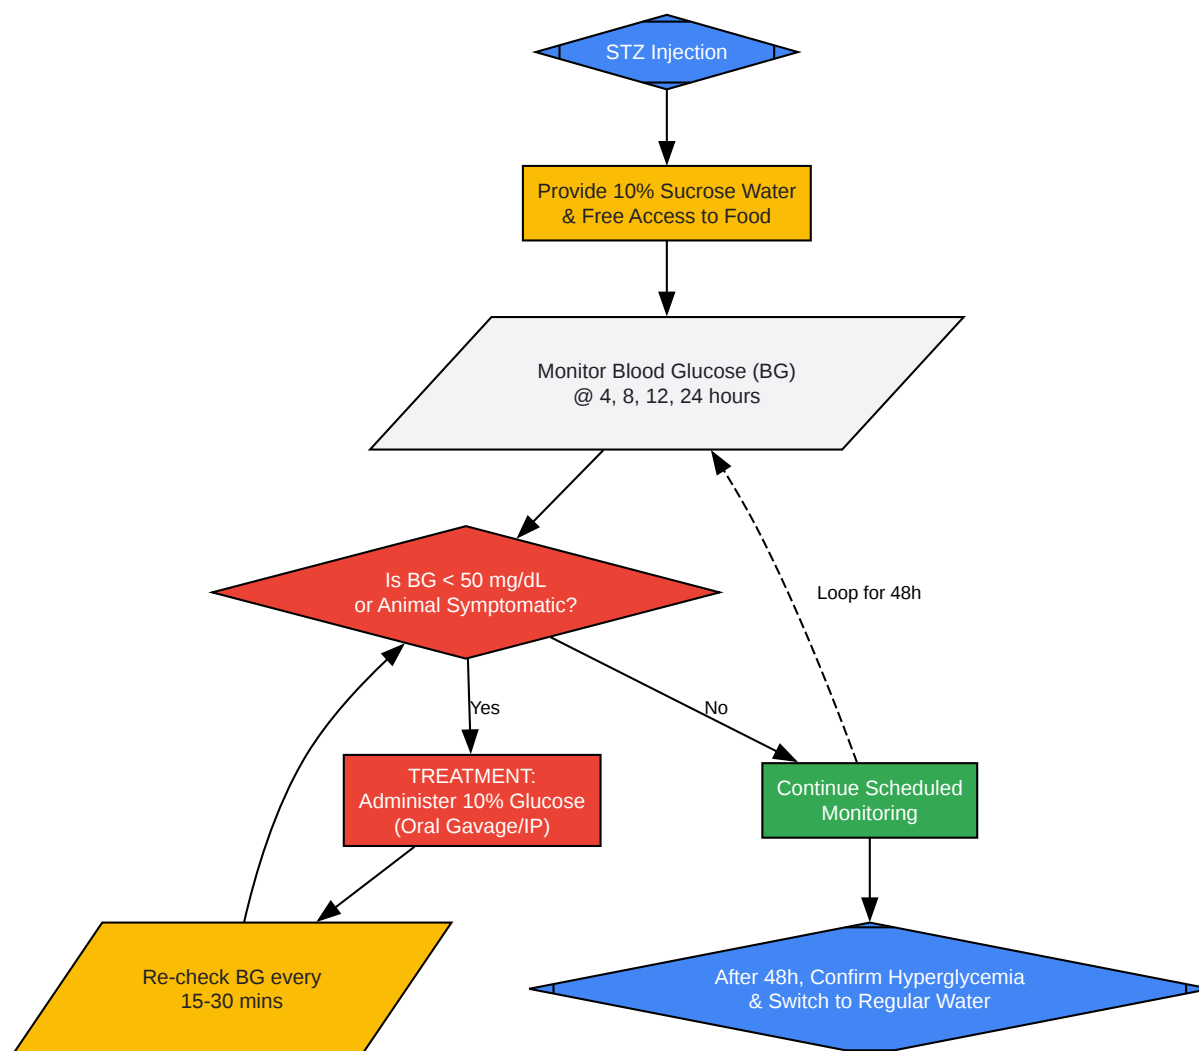 STZ Injection
Provide 10% Sucrose Water
& Free Access to Food
Monitor Blood Glucose (BG)
@ 4, 8, 12, 24 hours
Is BG < 50 mg/dL
or Animal Symptomatic?
Loop for 48h
Yes
No
TREATMENT:
Administer 10% Glucose
(Oral Gavage/IP)
Continue Scheduled
Monitoring
Re-check BG every
15-30 mins
After 48h, Confirm Hyperglycemia
& Switch to Regular Water